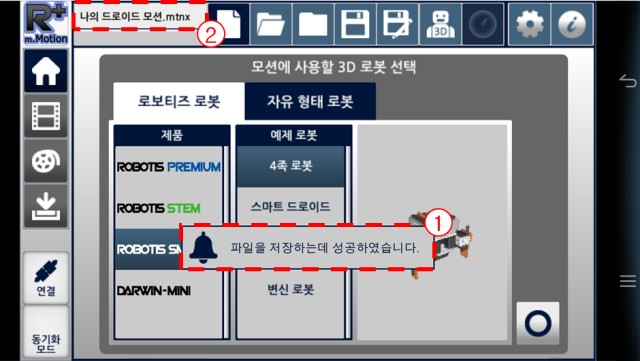 R+
m.Motion
나의 드로이드 모션.mtnx
②
3D
모션에 사용할 3D 로봇 선택
로보티즈 로봇
자유 형태 로봇
제품
예제 로봇
ROBOTIS PREMIUM
4족 로봇
ROBOTIS STEM
스마트 드로이드
①
ROBOTIS
파일을 저장하는데 성공하였습니다.
DARWIN-MINI
변신 로봇
연결
동기화
모드